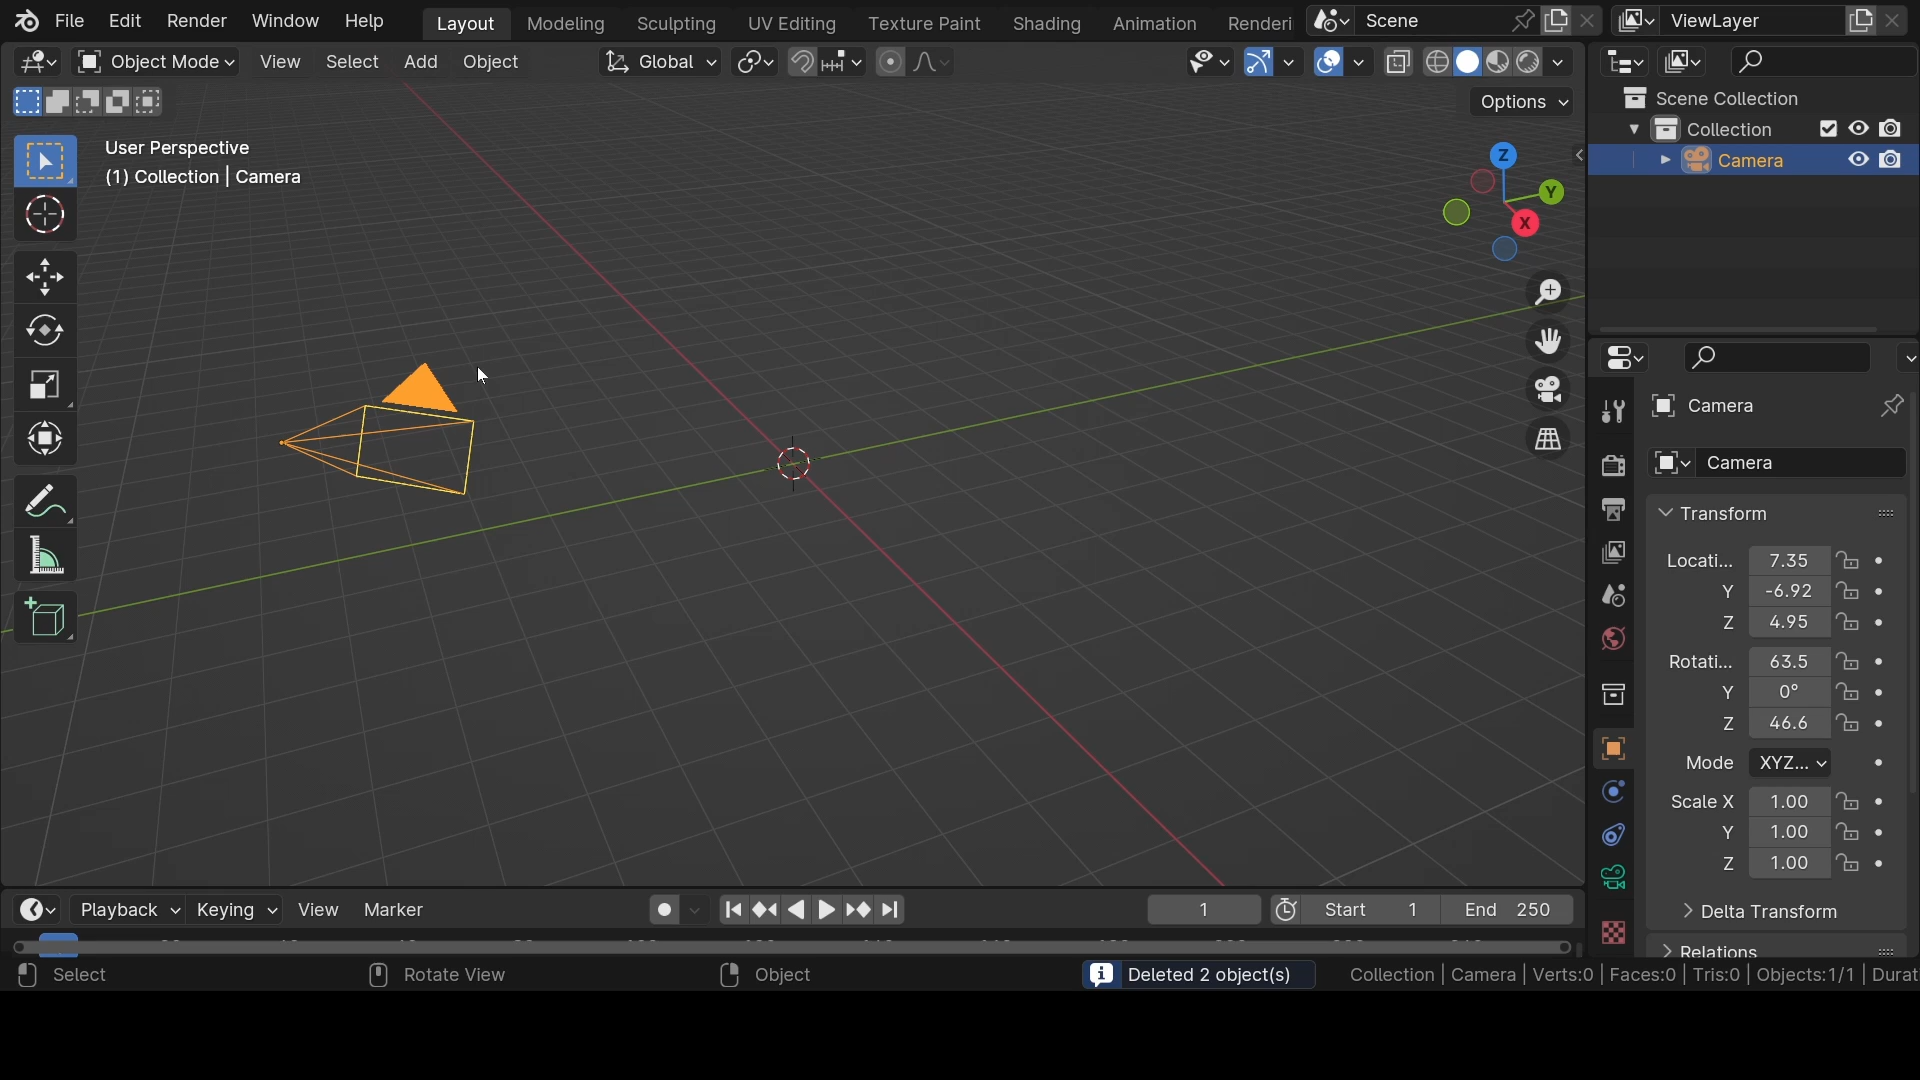 File Edit Render Window Help Layout Modeling Sculpting UV Editing Texture Paint Shading Animation Renderi Scene ViewLayer
Object Mode View Select Add Object Global
Options
User Perspective
(1) Collection | Camera
Z
Y
X
Scene Collection
Collection
Camera
Camera
Camera
Transform
Locati... 7.35
Y -6.92
Z 4.95
Rotati... 63.5
Y 0°
Z 46.6
Mode XYZ...
Scale X 1.00
Y 1.00
Z 1.00
Delta Transform
Relations
Playback Keying View Marker 1 Start 1 End 250
Select Rotate View Object Deleted 2 object(s) Collection | Camera | Verts:0 | Faces:0 | Tris:0 | Objects:1/1 | Durat